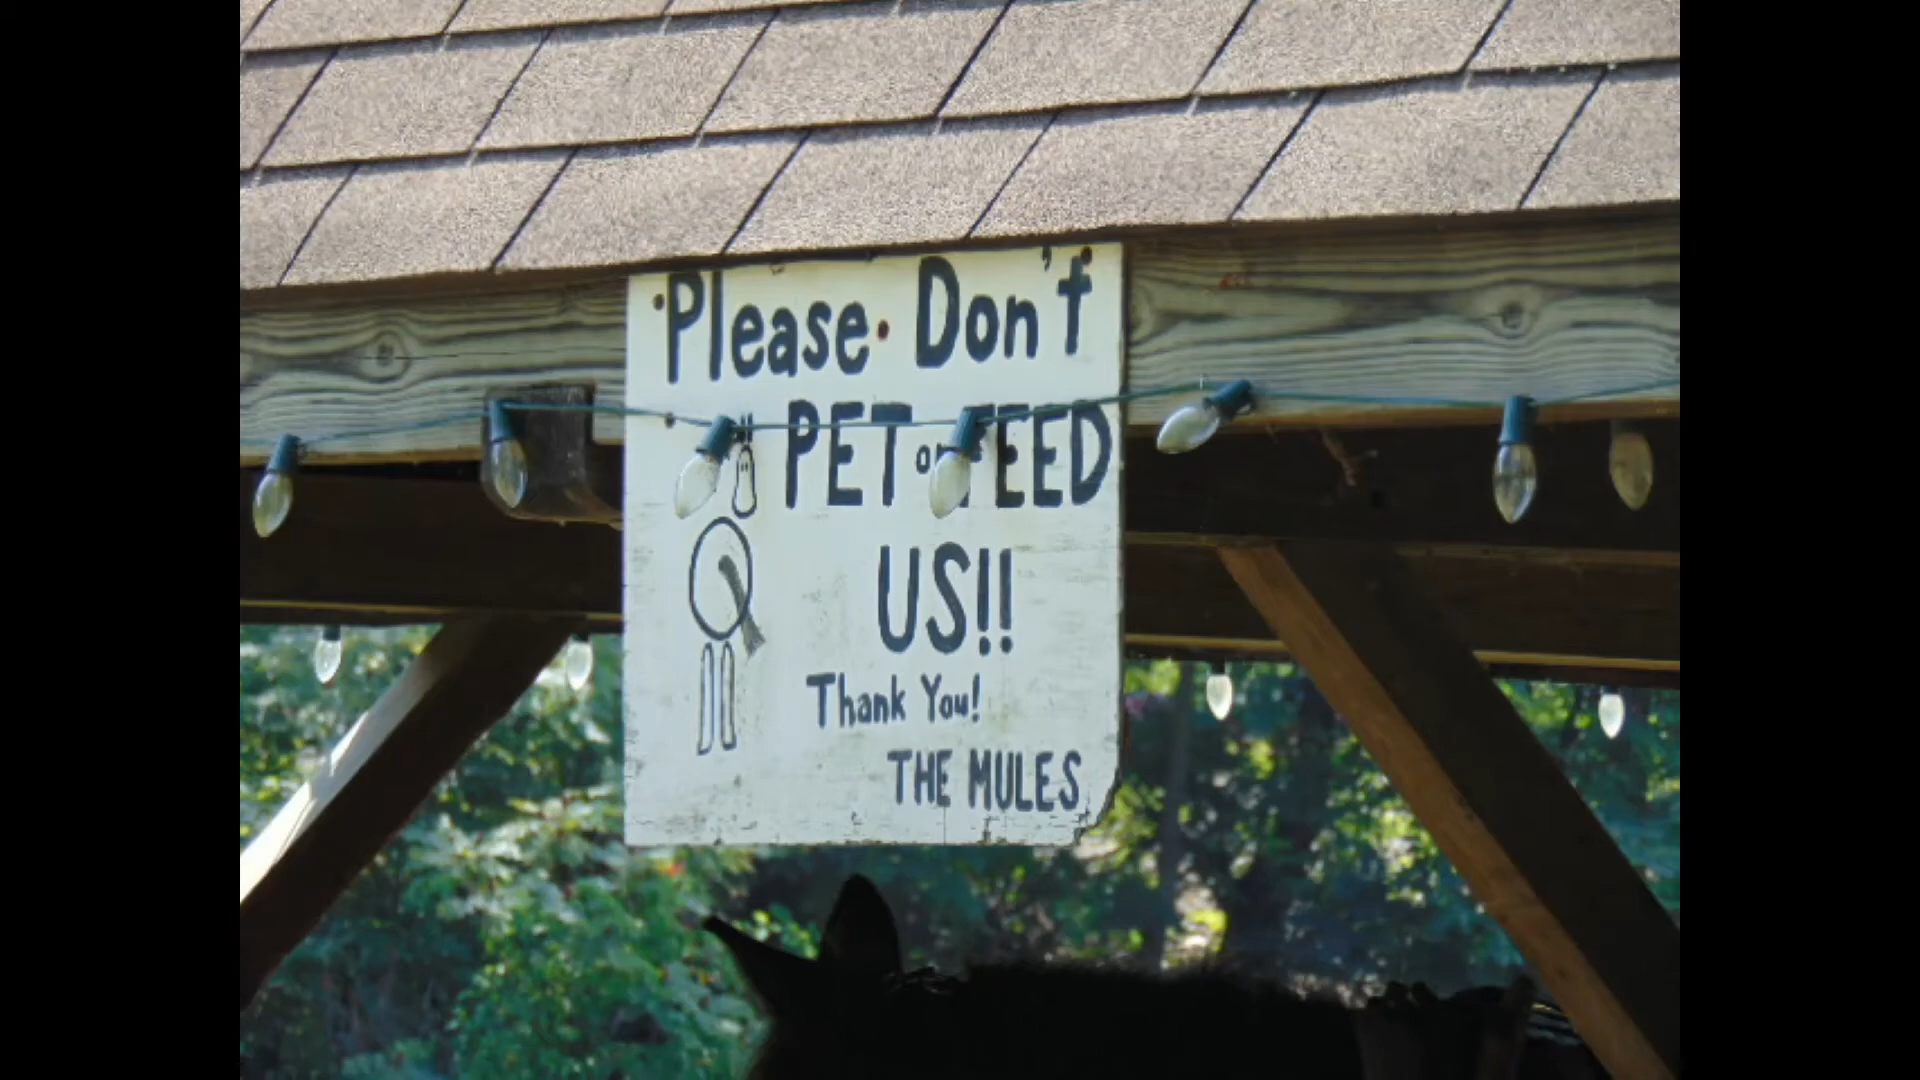 Please Don't
PET or FEED
US!!
Thank You!
THE MULES